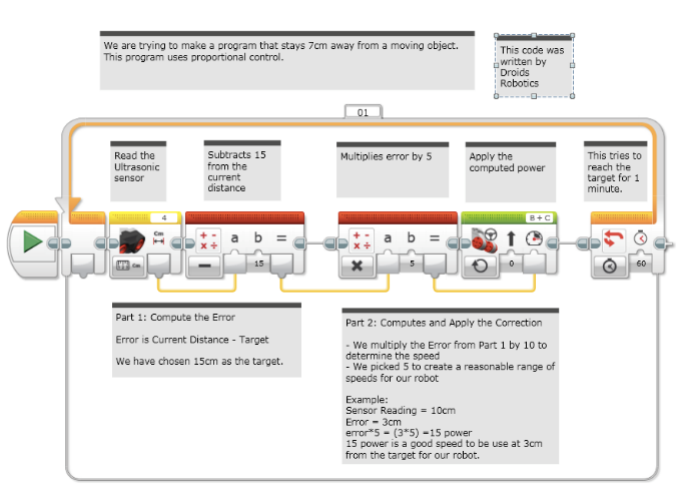 We are trying to make a program that stays 7cm away from a moving object.
This program uses proportional control.
This code was
written by
Droids
Robotics
01
Read the
Ultrasonic
sensor
Subtracts 15
from the
current
distance
Multiplies error by 5
Apply the
computed power
This tries to
reach the
target for 1
minute.
4
B+C
cm
a b =
a b =
cm
15
5
0
60
Part 1: Compute the Error
Error is Current Distance - Target
We have chosen 15cm as the target.
Part 2: Computes and Apply the Correction
- We multiply the Error from Part 1 by 10 to
determine the speed
- We picked 5 to create a reasonable range of
speeds for our robot
Example:
Sensor Reading = 10cm
Error = 3cm
error*5 = (3*5) =15 power
15 power is a good speed to be use at 3cm
from the target for our robot.